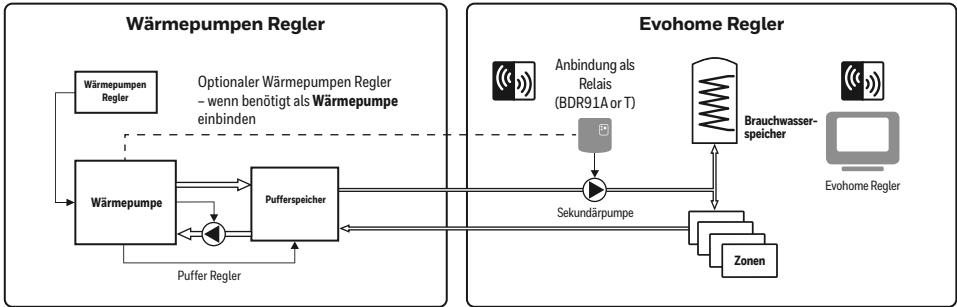 Wärmepumpen Regler
Wärmepumpen
Regler
Optionaler Wärmepumpen Regler
– wenn benötigt als Wärmepumpe
einbinden
Wärmepumpe
Pufferspeicher
Puffer Regler
Evohome Regler
Anbindung als
Relais
(BDR91A or T)
Sekundärpumpe
Brauchwasser-
speicher
Evohome Regler
Zonen